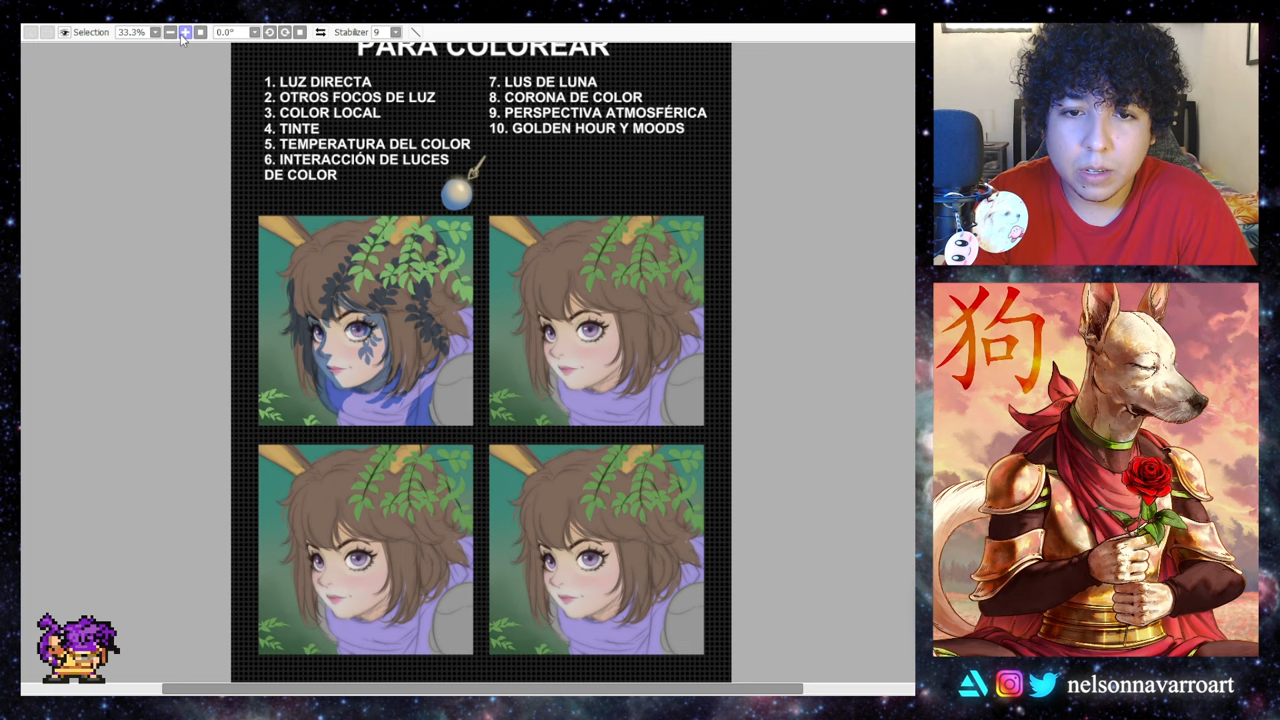 Selection 33.3% 0.0° Stabilizer 9
PARA COLOREAR
1. LUZ DIRECTA
2. OTROS FOCOS DE LUZ
3. COLOR LOCAL
4. TINTE
5. TEMPERATURA DEL COLOR
6. INTERACCIÓN DE LUCES
DE COLOR
7. LUS DE LUNA
8. CORONA DE COLOR
9. PERSPECTIVA ATMOSFÉRICA
10. GOLDEN HOUR Y MOODS
狗
nelsonnavarroart